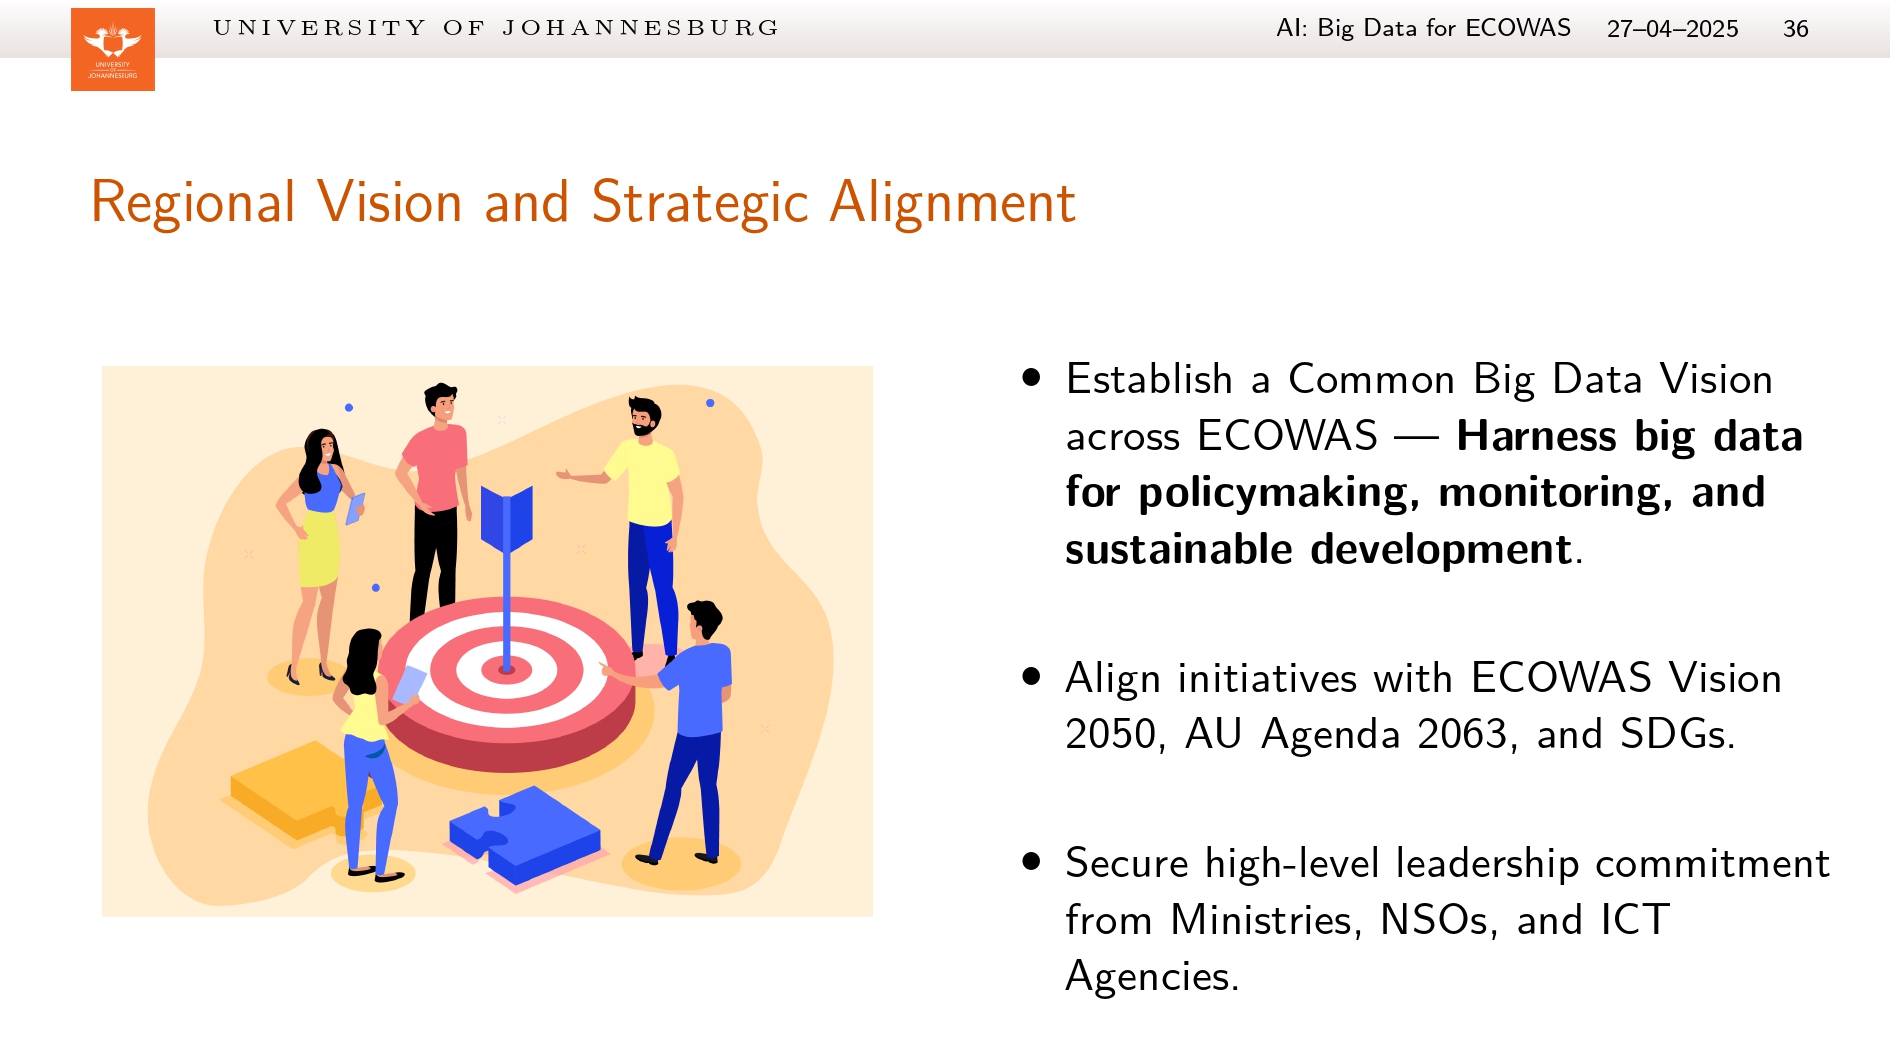 UNIVERSITY OF JOHANNESBURG
AI: Big Data for ECOWAS 27–04–2025 36
UNIVERSITY
OF
JOHANNESBURG
Regional Vision and Strategic Alignment
• Establish a Common Big Data Vision
across ECOWAS — Harness big data
for policymaking, monitoring, and
sustainable development.
• Align initiatives with ECOWAS Vision
2050, AU Agenda 2063, and SDGs.
• Secure high-level leadership commitment
from Ministries, NSOs, and ICT
Agencies.